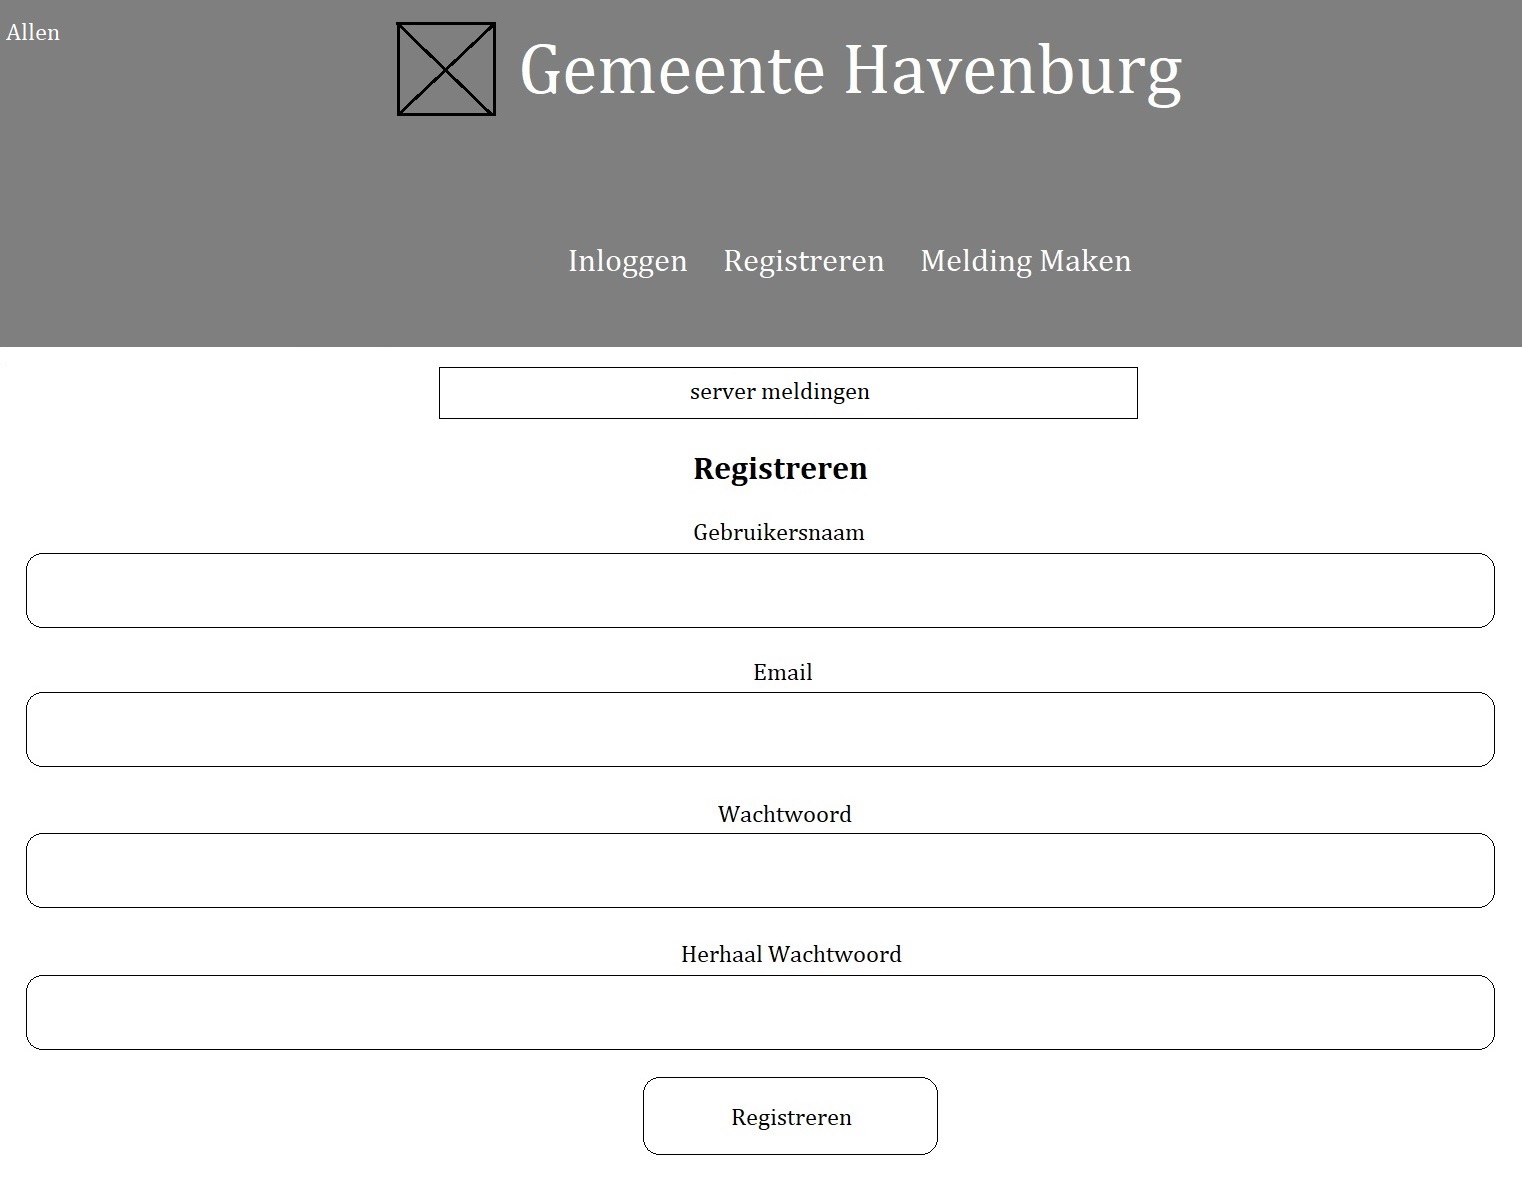 Allen
Gemeente Havenburg
Inloggen Registreren Melding Maken
server meldingen
Registreren
Gebruikersnaam
Email
Wachtwoord
Herhaal Wachtwoord
Registreren